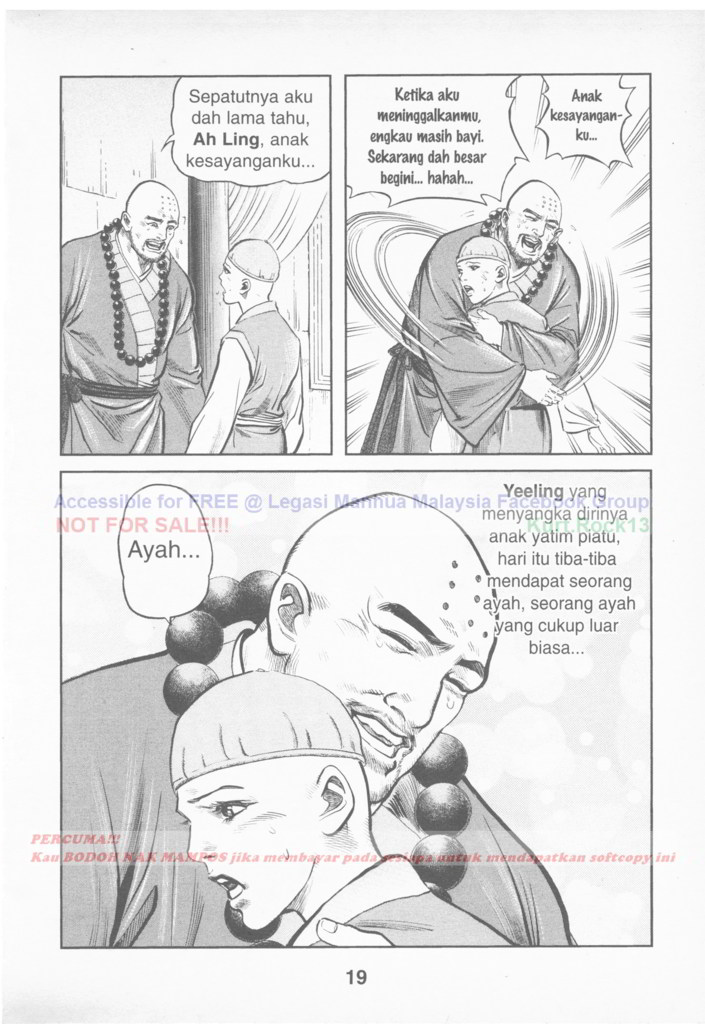 Sepatutnya aku
dah lama tahu,
Ah Ling, anak
kesayanganku...
Ketika aku
meninggalkanmu,
engkau masih bayi.
Sekarang dah besar
begini... hahah...
Anak
kesayangan-
ku...
Accessible for FREE @ Legasi Manhua Malaysia Facebook Group
NOT FOR SALE!!!
Kurt Rock13
Ayah...
Yeeling yang
menyangka dirinya
anak yatim piatu,
hari itu tiba-tiba
mendapat seorang
ayah, seorang ayah
yang cukup luar
biasa...
PERCUMA!!!
Kau BODOH NAK MAMPOS jika membayar pada sesiapa untuk mendapatkan softcopy ini
19